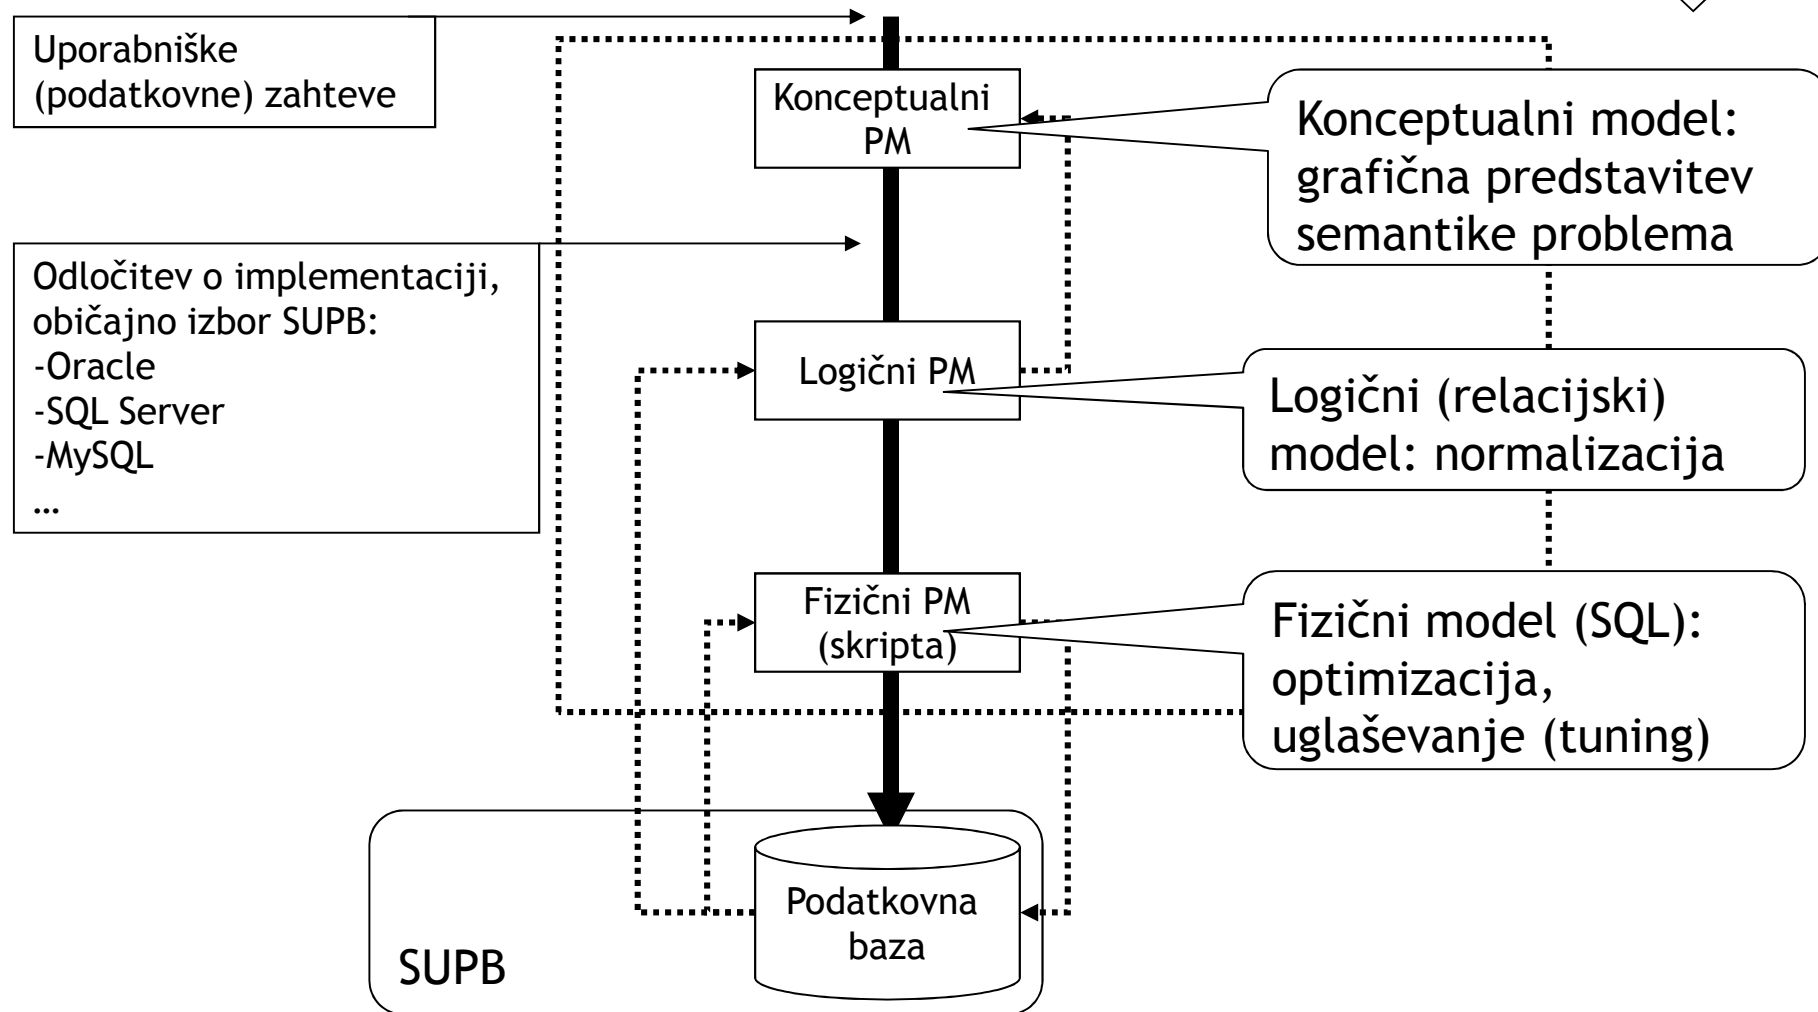 Uporabniške
(podatkovne) zahteve
Konceptualni
PM
Konceptualni model:
grafična predstavitev
semantike problema
Odločitev o implementaciji,
običajno izbor SUPB:
-Oracle
-SQL Server
-MySQL
…
Logični PM
Logični (relacijski)
model: normalizacija
Fizični PM
(skripta)
Fizični model (SQL):
optimizacija,
uglaševanje (tuning)
Podatkovna
baza
SUPB